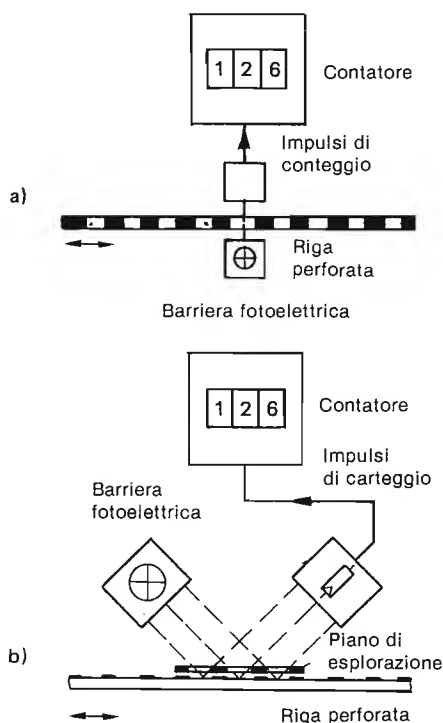 1 2 6
Contatore
Impulsi di
conteggio
a)
Riga
perforata
Barriera fotoelettrica
1 2 6
Contatore
Impulsi
di carteggio
Barriera
fotoelettrica
Piano di
esplorazione
b)
Riga perforata